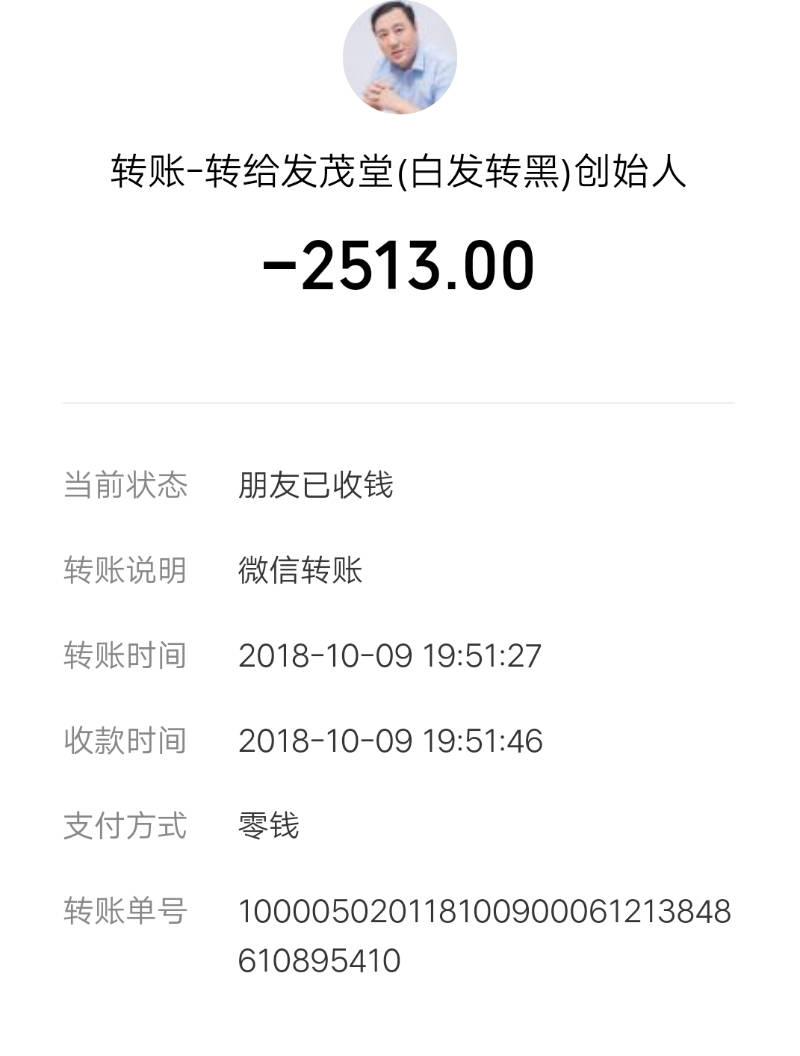 转账-转给发茂堂(白发转黑)创始人
-2513.00
当前状态 朋友已收钱
转账说明 微信转账
转账时间 2018-10-09 19:51:27
收款时间 2018-10-09 19:51:46
支付方式 零钱
转账单号 100005020118100900061213848
610895410